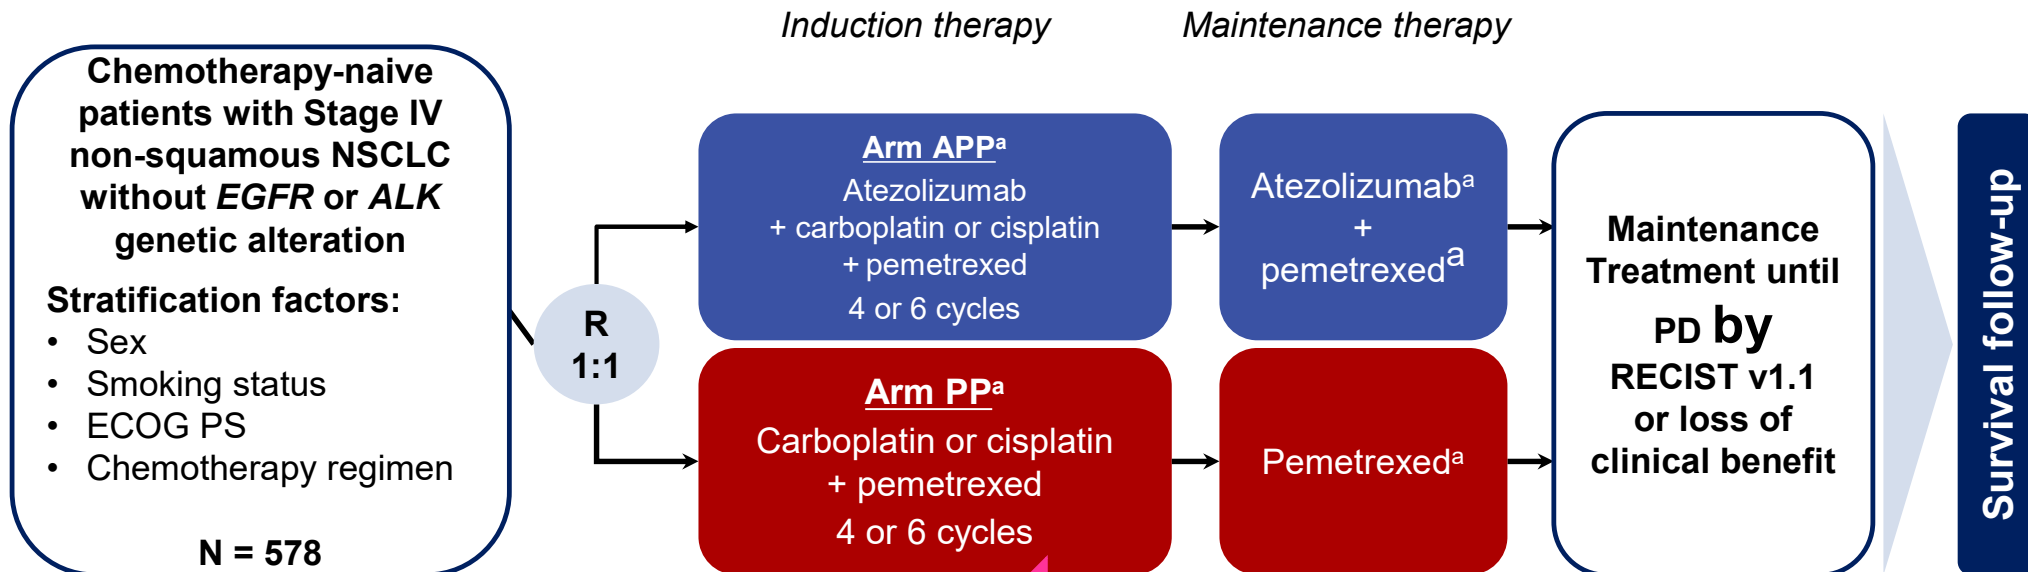 Induction therapy
Maintenance therapy
Chemotherapy-naive
patients with Stage IV
non-squamous NSCLC
without EGFR or ALK
genetic alteration
Stratification factors:
• Sex
• Smoking status
• ECOG PS
• Chemotherapy regimen
N = 578
R
1:1
Arm APPᵃ
Atezolizumab
+ carboplatin or cisplatin
+ pemetrexed
4 or 6 cycles
Atezolizumabᵃ
+
pemetrexedᵃ
Arm PPᵃ
Carboplatin or cisplatin
+ pemetrexed
4 or 6 cycles
Pemetrexedᵃ
Maintenance
Treatment until
PD by
RECIST v1.1
or loss of
clinical benefit
Survival follow-up